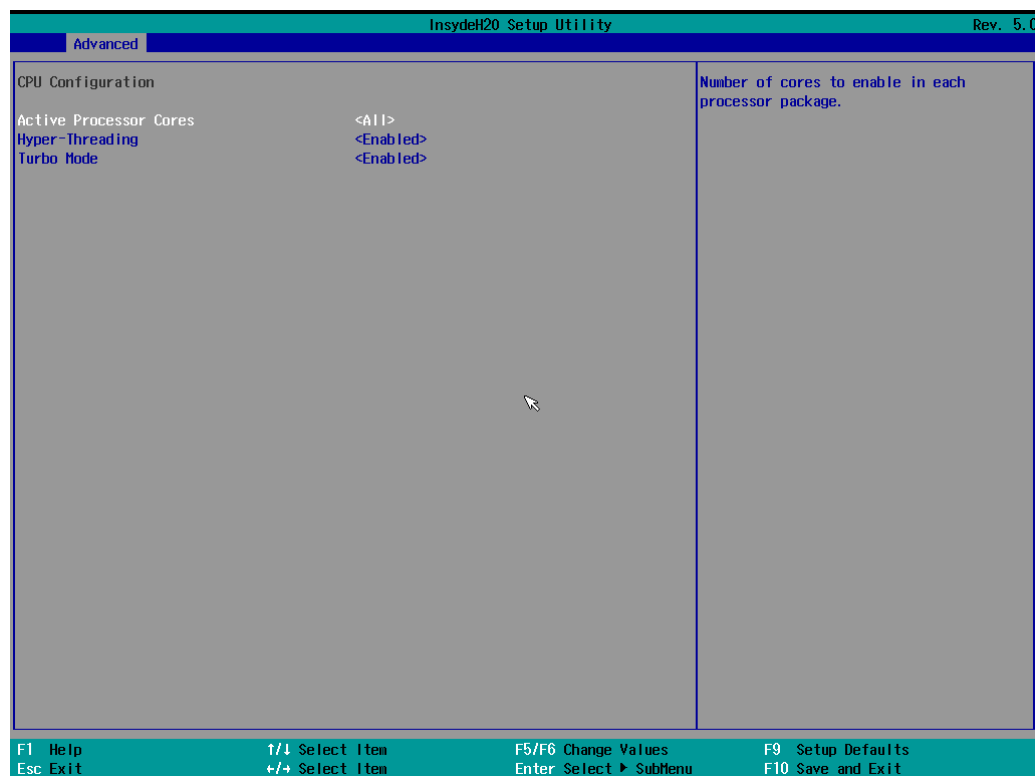 InsydeH20 Setup Utility Rev. 5.0
Advanced
CPU Configuration
Number of cores to enable in each
processor package.
Active Processor Cores <All>
Hyper-Threading <Enabled>
Turbo Mode <Enabled>
F1 Help ↑/↓ Select Item F5/F6 Change Values F9 Setup Defaults
Esc Exit ←/→ Select Item Enter Select ▶ SubMenu F10 Save and Exit